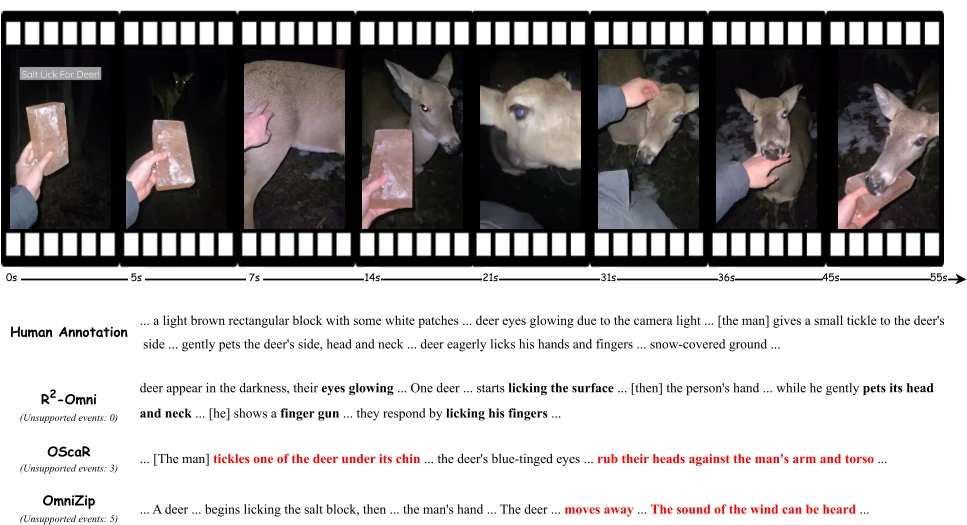 Salt Lick For Deer!
0s 5s 7s 14s 21s 31s 36s 45s 55s
Human Annotation
... a light brown rectangular block with some white patches ... deer eyes glowing due to the camera light ... [the man] gives a small tickle to the deer's
side ... gently pets the deer's side, head and neck ... deer eagerly licks his hands and fingers ... snow-covered ground ...
R²-Omni
(Unsupported events: 0)
deer appear in the darkness, their eyes glowing ... One deer ... starts licking the surface ... [then] the person's hand ... while he gently pets its head
and neck ... [he] shows a finger gun ... they respond by licking his fingers ...
OScaR
(Unsupported events: 3)
... [The man] tickles one of the deer under its chin ... the deer's blue-tinged eyes ... rub their heads against the man's arm and torso ...
OmniZip
(Unsupported events: 5)
... A deer ... begins licking the salt block, then ... the man's hand ... The deer ... moves away ... The sound of the wind can be heard ...